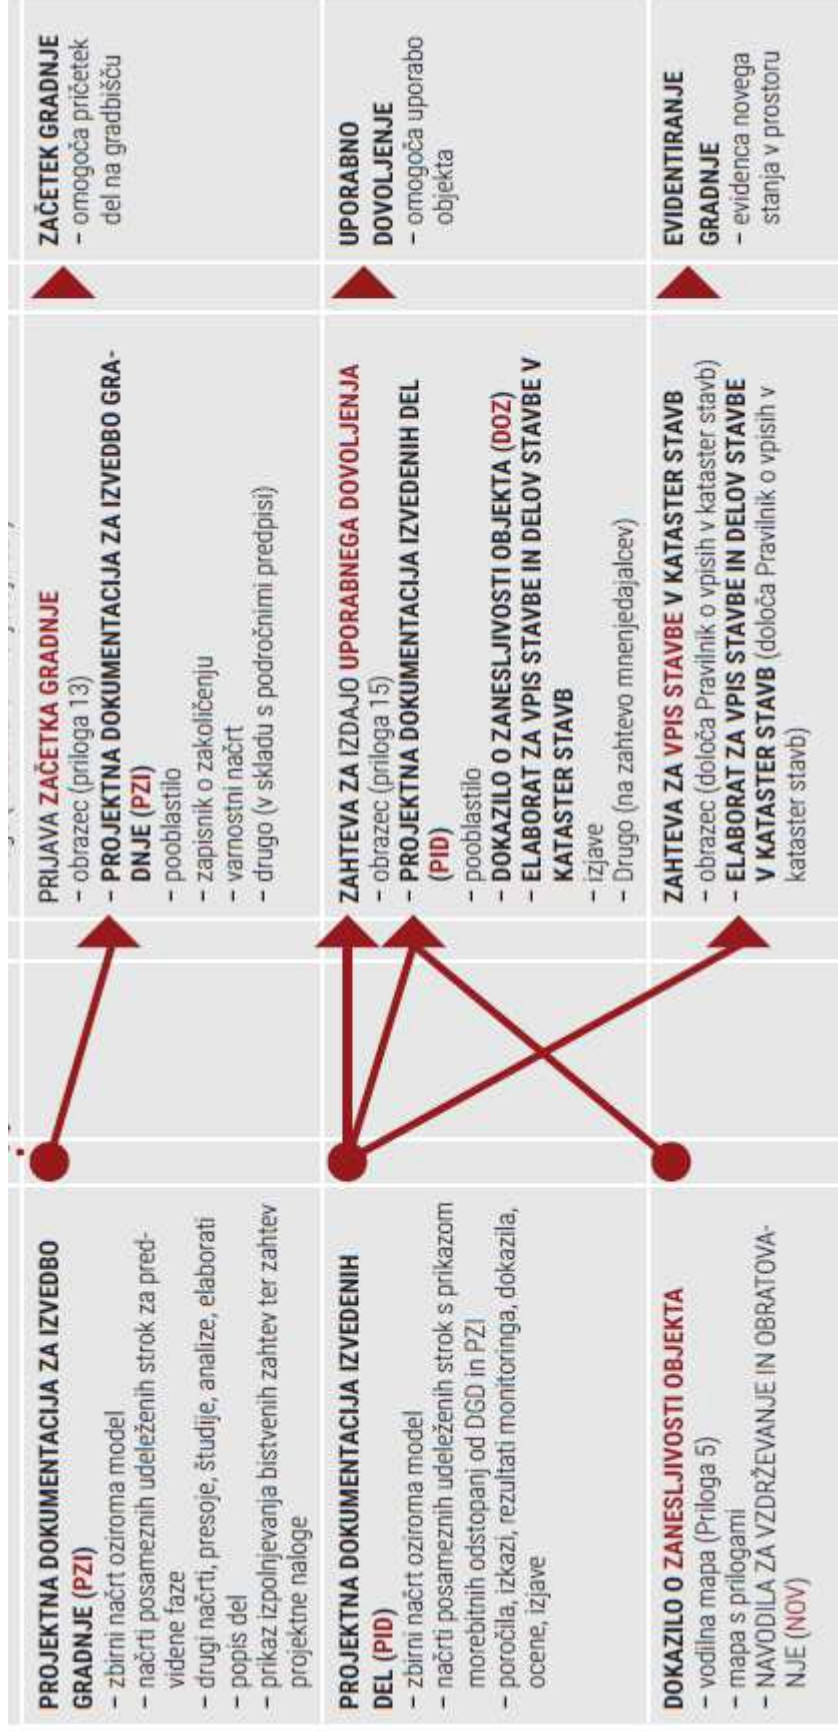 PROJEKTNA DOKUMENTACIJA ZA IZVEDBO
GRADNJE (PZI)
– zbirni načrt oziroma model
– načrti posameznih udeleženih strok za pred-
videne faze
– drugi načrti, presoje, študije, analize, elaborati
– popis del
– prikaz izpolnjevanja bistvenih zahtev ter zahtev
projektne naloge
PRIJAVA ZAČETKA GRADNJE
– obrazec (priloga 13)
– PROJEKTNA DOKUMENTACIJA ZA IZVEDBO GRA-
DNJE (PZI)
– pooblastilo
– zapisnik o zakoličenju
– varnostni načrt
– drugo (v skladu s področnimi predpisi)
ZAČETEK GRADNJE
– omogoča pričetek
del na gradbišču
PROJEKTNA DOKUMENTACIJA IZVEDENIH
DEL (PID)
– zbirni načrt oziroma model
– načrti posameznih udeleženih strok s prikazom
morebitnih odstopanj od DGD in PZI
– poročila, izkazi, rezultati monitoringa, dokazila,
ocene, izjave
ZAHTEVA ZA IZDAJO UPORABNEGA DOVOLJENJA
– obrazec (priloga 15)
– PROJEKTNA DOKUMENTACIJA IZVEDENIH DEL
(PID)
– pooblastilo
– DOKAZILO O ZANESLJIVOSTI OBJEKTA (DOZ)
– ELABORAT ZA VPIS STAVBE IN DELOV STAVBE V
KATASTER STAVB
– izjave
– Drugo (na zahtevo mnenjedajalcev)
UPORABNO
DOVOLJENJE
– omogoča uporabo
objekta
DOKAZILO O ZANESLJIVOSTI OBJEKTA
– vodilna mapa (Priloga 5)
– mapa s prilogami
– NAVODILA ZA VZDRŽEVANJE IN OBRATOVA-
NJE (NOV)
ZAHTEVA ZA VPIS STAVBE V KATASTER STAVB
– obrazec (določa Pravilnik o vpisih v kataster stavb)
– ELABORAT ZA VPIS STAVBE IN DELOV STAVBE
V KATASTER STAVB (določa Pravilnik o vpisih v
kataster stavb)
EVIDENTIRANJE
GRADNJE
– evidenca novega
stanja v prostoru